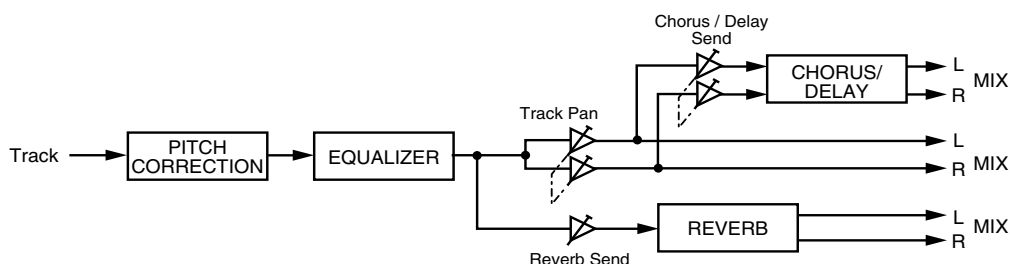 Chorus / Delay
Send
CHORUS/
DELAY
L
R
MIX
Track Pan
Track
PITCH
CORRECTION
EQUALIZER
L
R
MIX
REVERB
L
R
MIX
Reverb Send